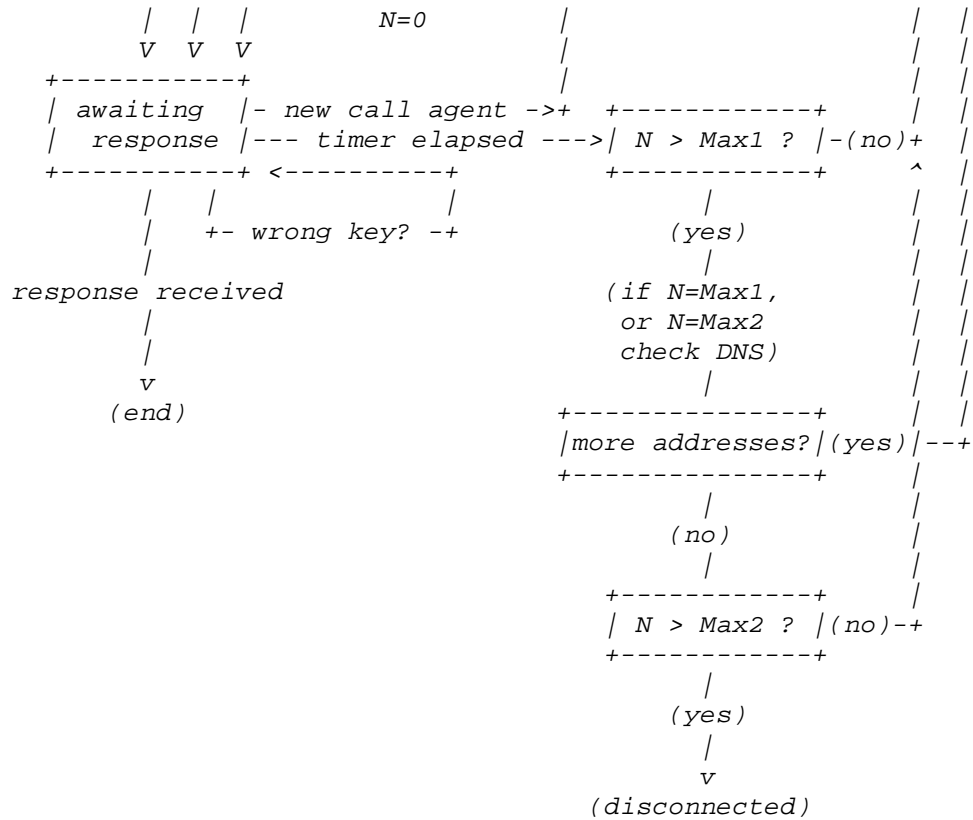 N=0
awaiting |- new call agent ->+
response |--- timer elapsed --->| N > Max1 ? |-(no)+
+- wrong key? -+ (yes)
response received (if N=Max1,
or N=Max2
check DNS)
(end)
|more addresses?|(yes)|--+
(no)
| N > Max2 ? |(no)-+
(yes)
(disconnected)